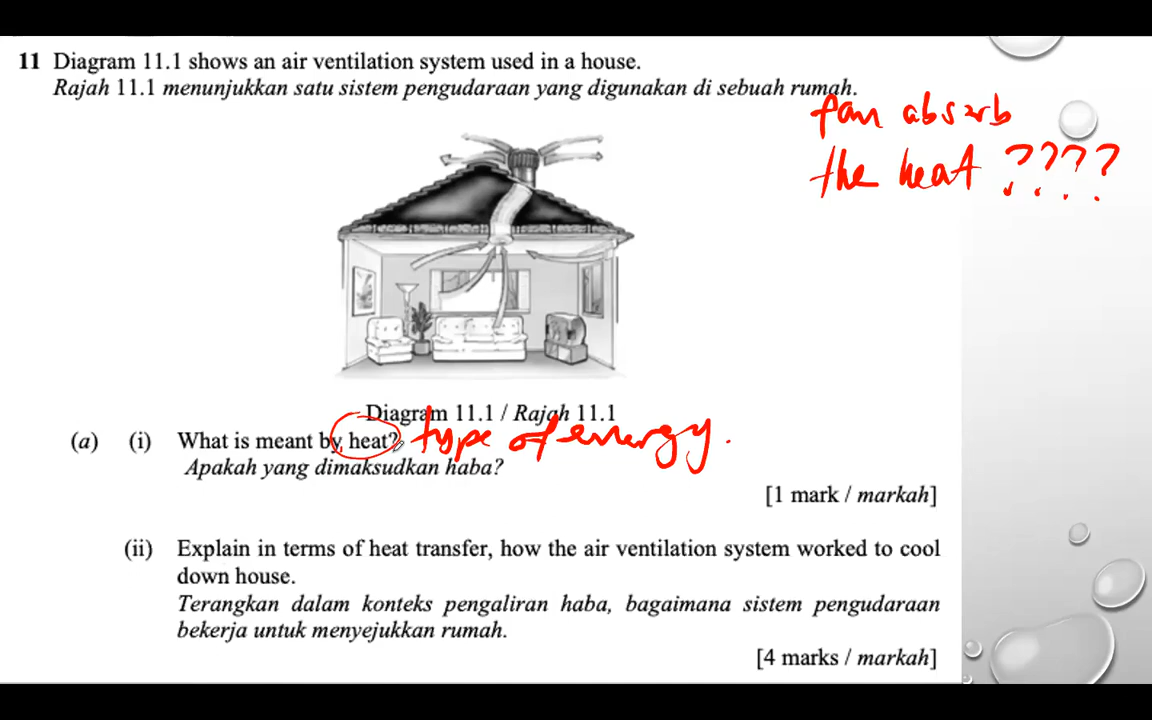 11 Diagram 11.1 shows an air ventilation system used in a house.
Rajah 11.1 menunjukkan satu sistem pengudaraan yang digunakan di sebuah rumah.
fan absorb
the heat ????
Diagram 11.1 / Rajah 11.1
(a) (i) What is meant by heat? type of energy.
Apakah yang dimaksudkan haba?
[1 mark / markah]
(ii) Explain in terms of heat transfer, how the air ventilation system worked to cool
down house.
Terangkan dalam konteks pengaliran haba, bagaimana sistem pengudaraan
bekerja untuk menyejukkan rumah.
[4 marks / markah]